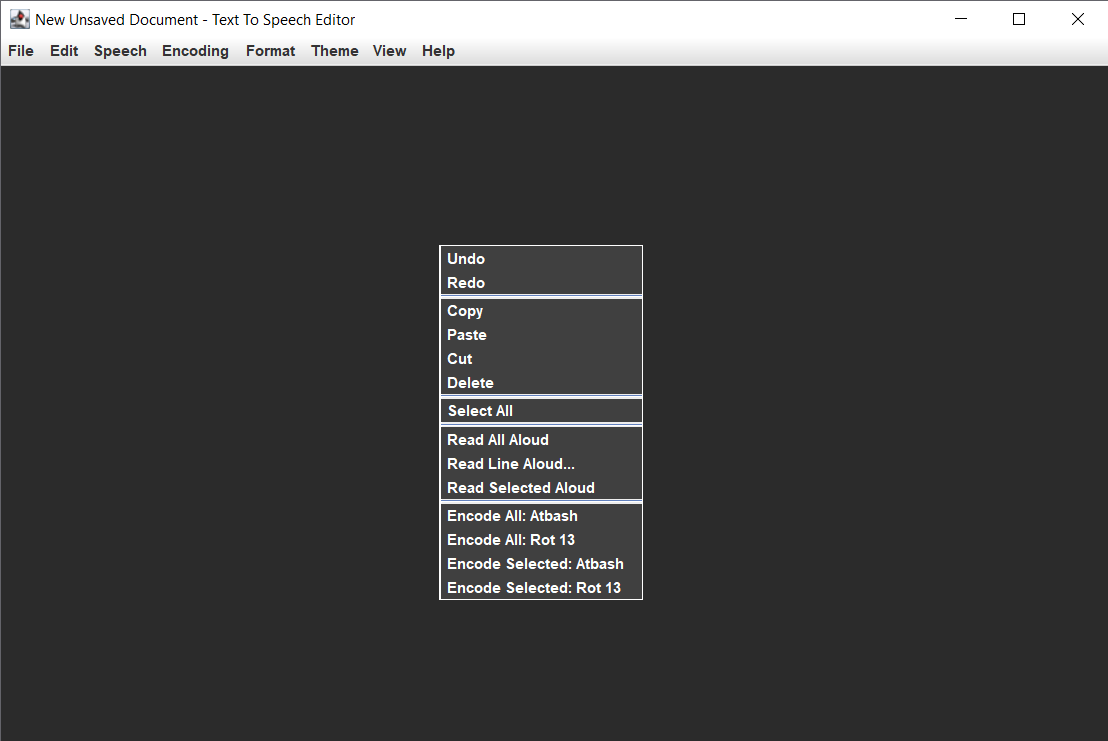 New Unsaved Document - Text To Speech Editor
File Edit Speech Encoding Format Theme View Help
Undo
Redo
Copy
Paste
Cut
Delete
Select All
Read All Aloud
Read Line Aloud...
Read Selected Aloud
Encode All: Atbash
Encode All: Rot 13
Encode Selected: Atbash
Encode Selected: Rot 13